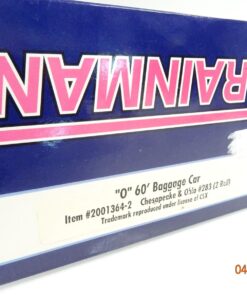 RAINMAN
"O" 60' Baggage Car
Item #2001364-2 Chesapeake & Ohio #283 (2 Rail)
Trademark reproduced under license of CSX
04